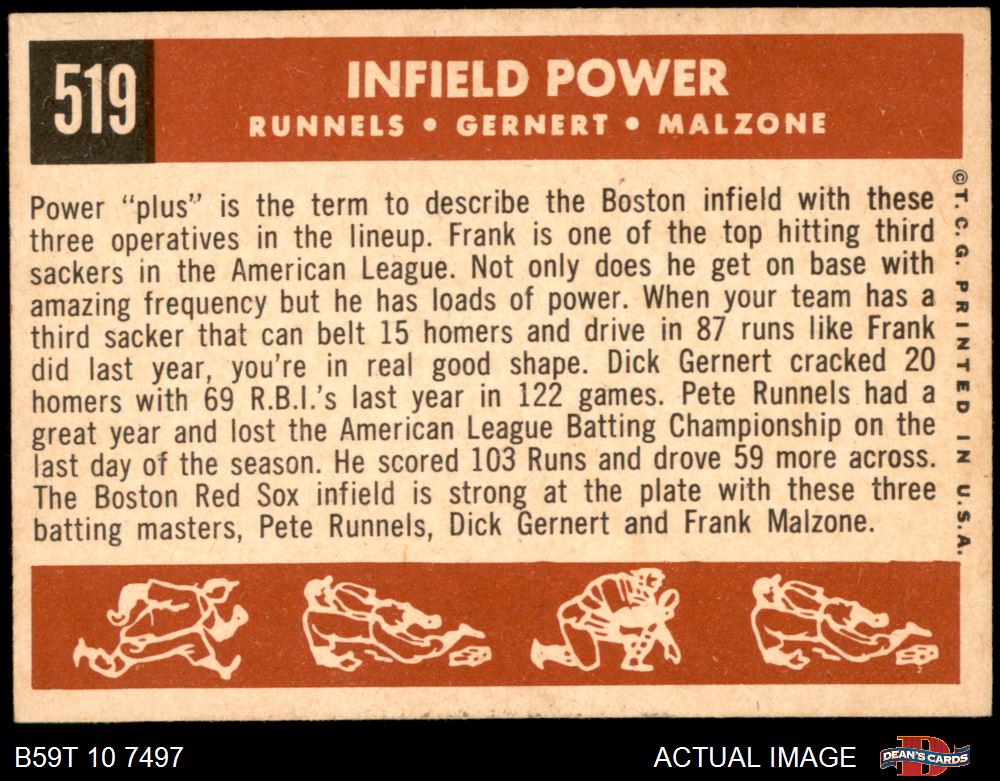 519
INFIELD POWER
RUNNELS • GERNERT • MALZONE
Power "plus" is the term to describe the Boston infield with these
three operatives in the lineup. Frank is one of the top hitting third
sackers in the American League. Not only does he get on base with
amazing frequency but he has loads of power. When your team has a
third sacker that can belt 15 homers and drive in 87 runs like Frank
did last year, you're in real good shape. Dick Gernert cracked 20
homers with 69 R.B.I.'s last year in 122 games. Pete Runnels had a
great year and lost the American League Batting Championship on the
last day of the season. He scored 103 Runs and drove 59 more across.
The Boston Red Sox infield is strong at the plate with these three
batting masters, Pete Runnels, Dick Gernert and Frank Malzone.
© T. C. G. PRINTED IN U.S.A.
B59T 10 7497
ACTUAL IMAGE
D
DEAN'S CARDS